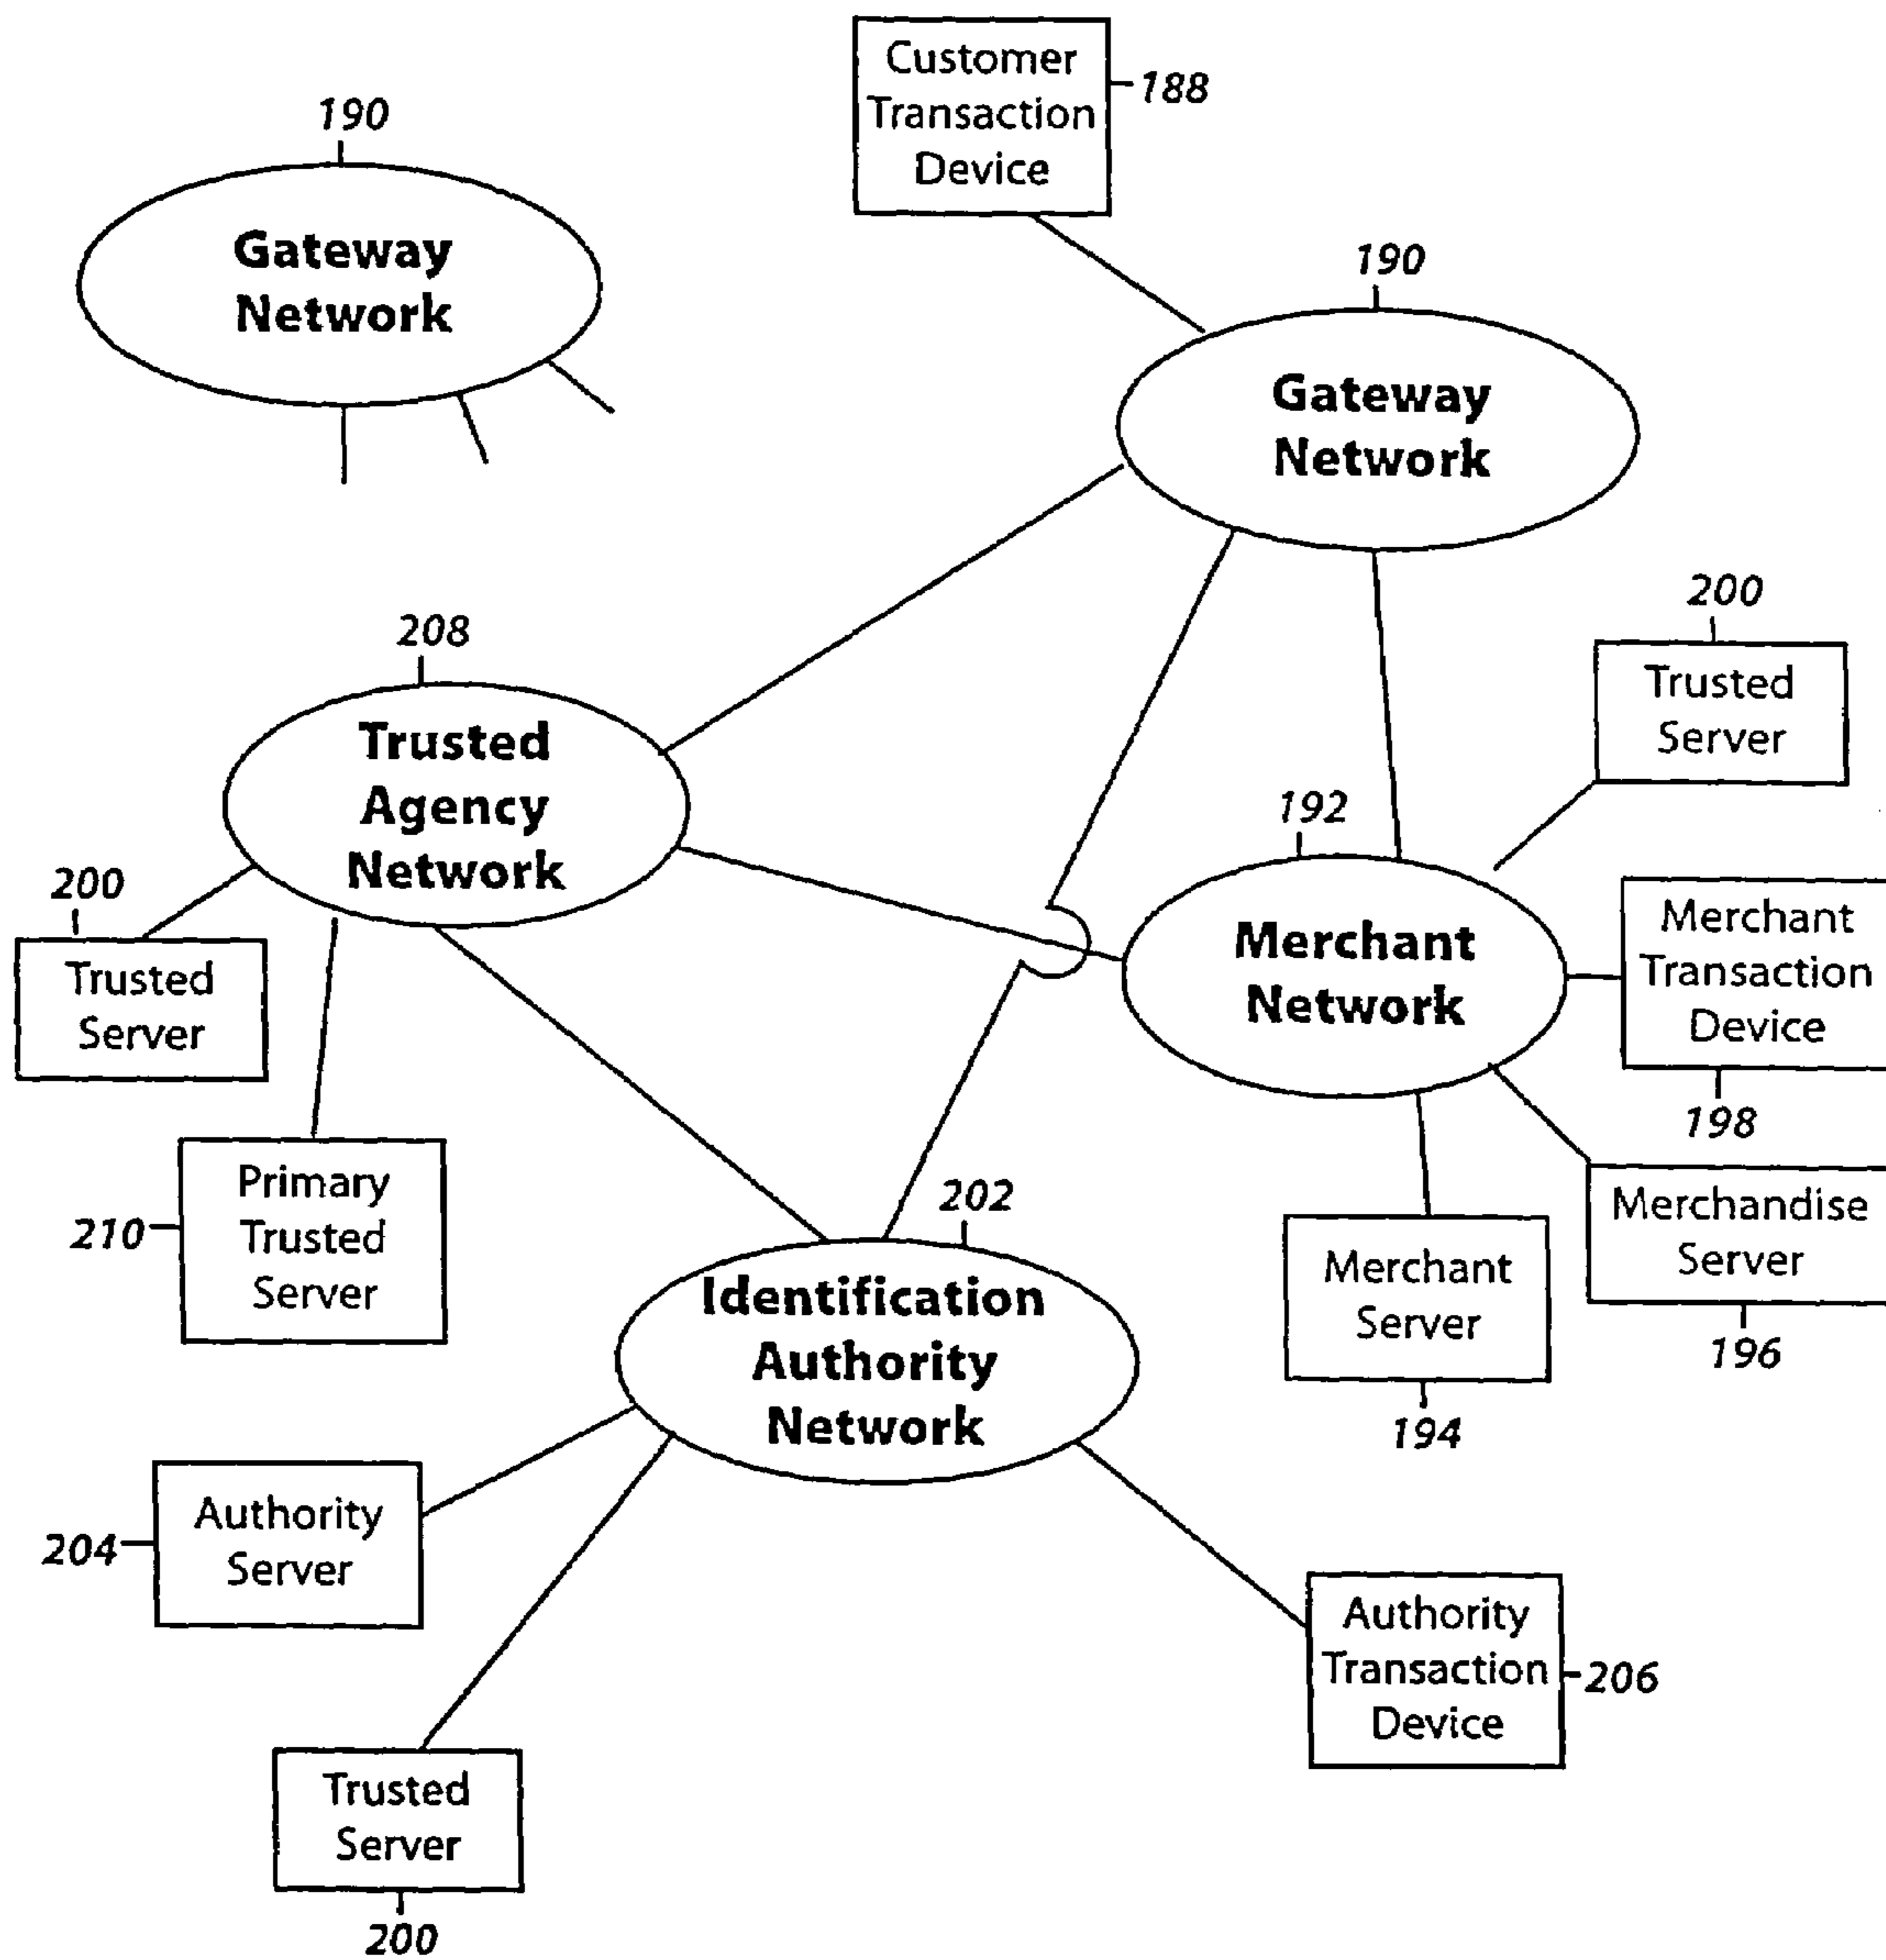 Customer
Transaction
Device
188
190
Gateway
Network
190
Gateway
Network
208
Trusted
Agency
Network
200
Trusted
Server
192
Merchant
Network
200
Trusted
Server
Merchant
Transaction
Device
198
Primary
Trusted
Server
210
202
Identification
Authority
Network
Merchant
Server
194
Merchandise
Server
196
Authority
Server
204
Authority
Transaction
Device
206
Trusted
Server
200